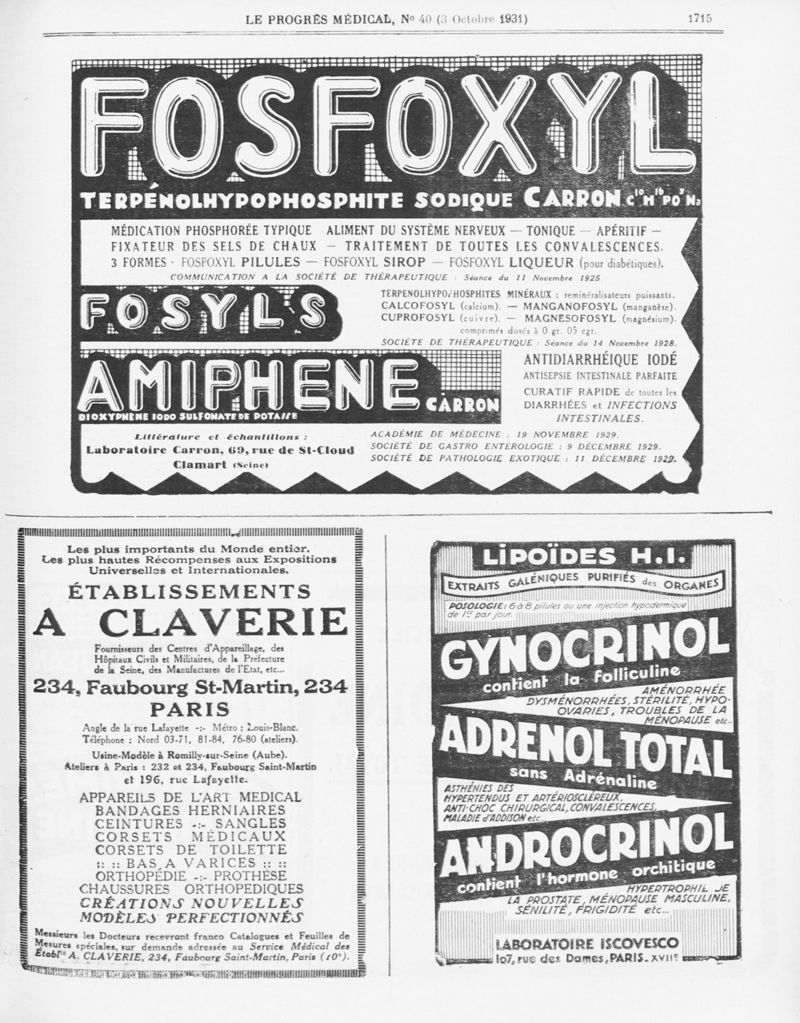 LE PROGRÈS MÉDICAL, Nº 40 (3 Octobre 1931) 1715
FOSFOXYL
TERPÉNOLHYPOPHOSPHITE SODIQUE CARRON C¹⁰H¹⁶PO³Na
MÉDICATION PHOSPHORÉE TYPIQUE ALIMENT DU SYSTÈME NERVEUX — TONIQUE — APÉRITIF —
FIXATEUR DES SELS DE CHAUX — TRAITEMENT DE TOUTES LES CONVALESCENCES.
3 FORMES · FOSFOXYL PILULES — FOSFOXYL SIROP — FOSFOXYL LIQUEUR (pour diabétiques).
COMMUNICATION A LA SOCIÉTÉ DE THÉRAPEUTIQUE : Séance du 11 Novembre 1925
FOSYLS
TERPENOLHYPOPHOSPHITES MINÉRAUX : reminéralisateurs puissants.
CALCOFOSYL (calcium). — MANGANOFOSYL (manganèse).
CUPROFOSYL (cuivre). — MAGNESOFOSYL (magnésium).
comprimés dosés à 0 gr. 05 cgr.
SOCIÉTÉ DE THÉRAPEUTIQUE : Séance du 14 Novembre 1928.
AMIPHENE CARRON
DIOXYPHÈNE IODO SULFONATE DE POTASSE
ANTIDIARRHÉIQUE IODÉ
ANTISEPSIE INTESTINALE PARFAITE
CURATIF RAPIDE de toutes les
DIARRHÉES et INFECTIONS
INTESTINALES.
Littérature et échantillons :
Laboratoire Carron, 69, rue de St-Cloud
Clamart (Seine)
ACADÉMIE DE MÉDECINE : 19 NOVEMBRE 1929.
SOCIÉTÉ DE GASTRO ENTÉROLOGIE : 9 DÉCEMBRE 1929.
SOCIÉTÉ DE PATHOLOGIE EXOTIQUE : 11 DÉCEMBRE 1929.
Les plus importants du Monde entier.
Les plus hautes Récompenses aux Expositions
Universelles et Internationales.
ÉTABLISSEMENTS
A CLAVERIE
Fournisseurs des Centres d'Appareillage, des
Hôpitaux Civils et Militaires, de la Préfecture
de la Seine, des Manufactures de l'Etat, etc...
234, Faubourg St-Martin, 234
PARIS
Angle de la rue Lafayette -:- Métro : Louis-Blanc.
Téléphone : Nord 03-71, 81-84, 76-80 (ateliers).
Usine-Modèle à Romilly-sur-Seine (Aube).
Ateliers à Paris : 232 et 234, Faubourg Saint-Martin
et 196, rue Lafayette.
APPAREILS DE L'ART MEDICAL
BANDAGES HERNIAIRES
CEINTURES -:- SANGLES
CORSETS MÉDICAUX
CORSETS DE TOILETTE
:: :: BAS A VARICES :: ::
ORTHOPÉDIE -:- PROTHÈSE
CHAUSSURES ORTHOPEDIQUES
CRÉATIONS NOUVELLES
MODÈLES PERFECTIONNÉS
Messieurs les Docteurs recevront franco Catalogues et Feuilles de
Mesures spéciales, sur demande adressée au Service Médical des
Établts A. CLAVERIE, 234, Faubourg Saint-Martin, Paris (10e).
LIPOÏDES H.I.
EXTRAITS GALÉNIQUES PURIFIÉS des ORGANES
POSOLOGIE: 6 à 8 pilules ou une injection hypodermique
de 1cc par jour.
GYNOCRINOL
contient la folliculine
AMÉNORRHÉE
DYSMÉNORRHÉES, STÉRILITÉ, HYPO-
OVARIES, TROUBLES DE LA
MÉNOPAUSE etc...
ADRENOL TOTAL
sans Adrénaline
ASTHÉNIES DES
HYPERTENDUS ET ARTÉRIOSCLÉREUX,
ANTI-CHOC CHIRURGICAL, CONVALESCENCES,
MALADIE d'ADDISON etc...
ANDROCRINOL
contient l'hormone orchitique
HYPERTROPHIE DE
LA PROSTATE, MÉNOPAUSE MASCULINE,
SÉNILITÉ, FRIGIDITÉ etc...
LABORATOIRE ISCOVESCO
107, rue des Dames, PARIS. XVIIe